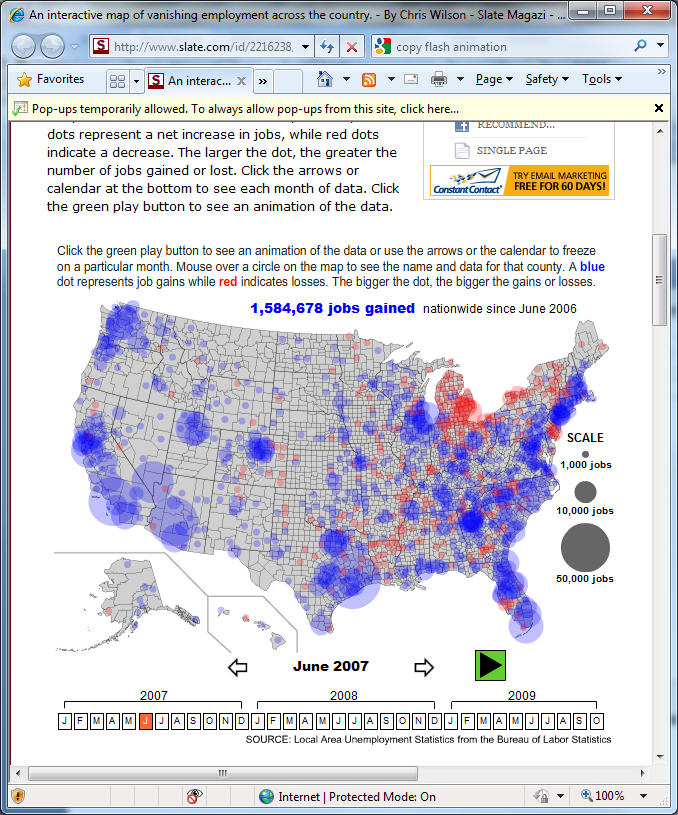 An interactive map of vanishing employment across the country. - By Chris Wilson - Slate Magazi - ...
http://www.slate.com/id/2216238,
copy flash animation
Favorites
An interac...
Page
Safety
Tools
Pop-ups temporarily allowed. To always allow pop-ups from this site, click here...
dots represent a net increase in jobs, while red dots
indicate a decrease. The larger the dot, the greater the
number of jobs gained or lost. Click the arrows or
calendar at the bottom to see each month of data. Click
the green play button to see an animation of the data.
RECOMMEND...
SINGLE PAGE
Constant Contact
TRY EMAIL MARKETING
FREE FOR 60 DAYS!
Click the green play button to see an animation of the data or use the arrows or the calendar to freeze
on a particular month. Mouse over a circle on the map to see the name and data for that county. A blue
dot represents job gains while red indicates losses. The bigger the dot, the bigger the gains or losses.
1,584,678 jobs gained nationwide since June 2006
SCALE
1,000 jobs
10,000 jobs
50,000 jobs
June 2007
2007 2008 2009
J F M A M J J A S O N D J F M A M J J A S O N D J F M A M J J A S O
SOURCE: Local Area Unemployment Statistics from the Bureau of Labor Statistics
Internet | Protected Mode: On
100%